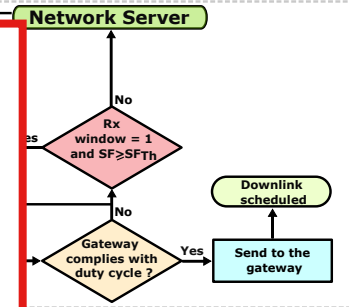 Network Server
No
Rx
window = 1
and SF⩾SFTh
es
Downlink
scheduled
No
Gateway
complies with
duty cycle ?
Yes
Send to the
gateway